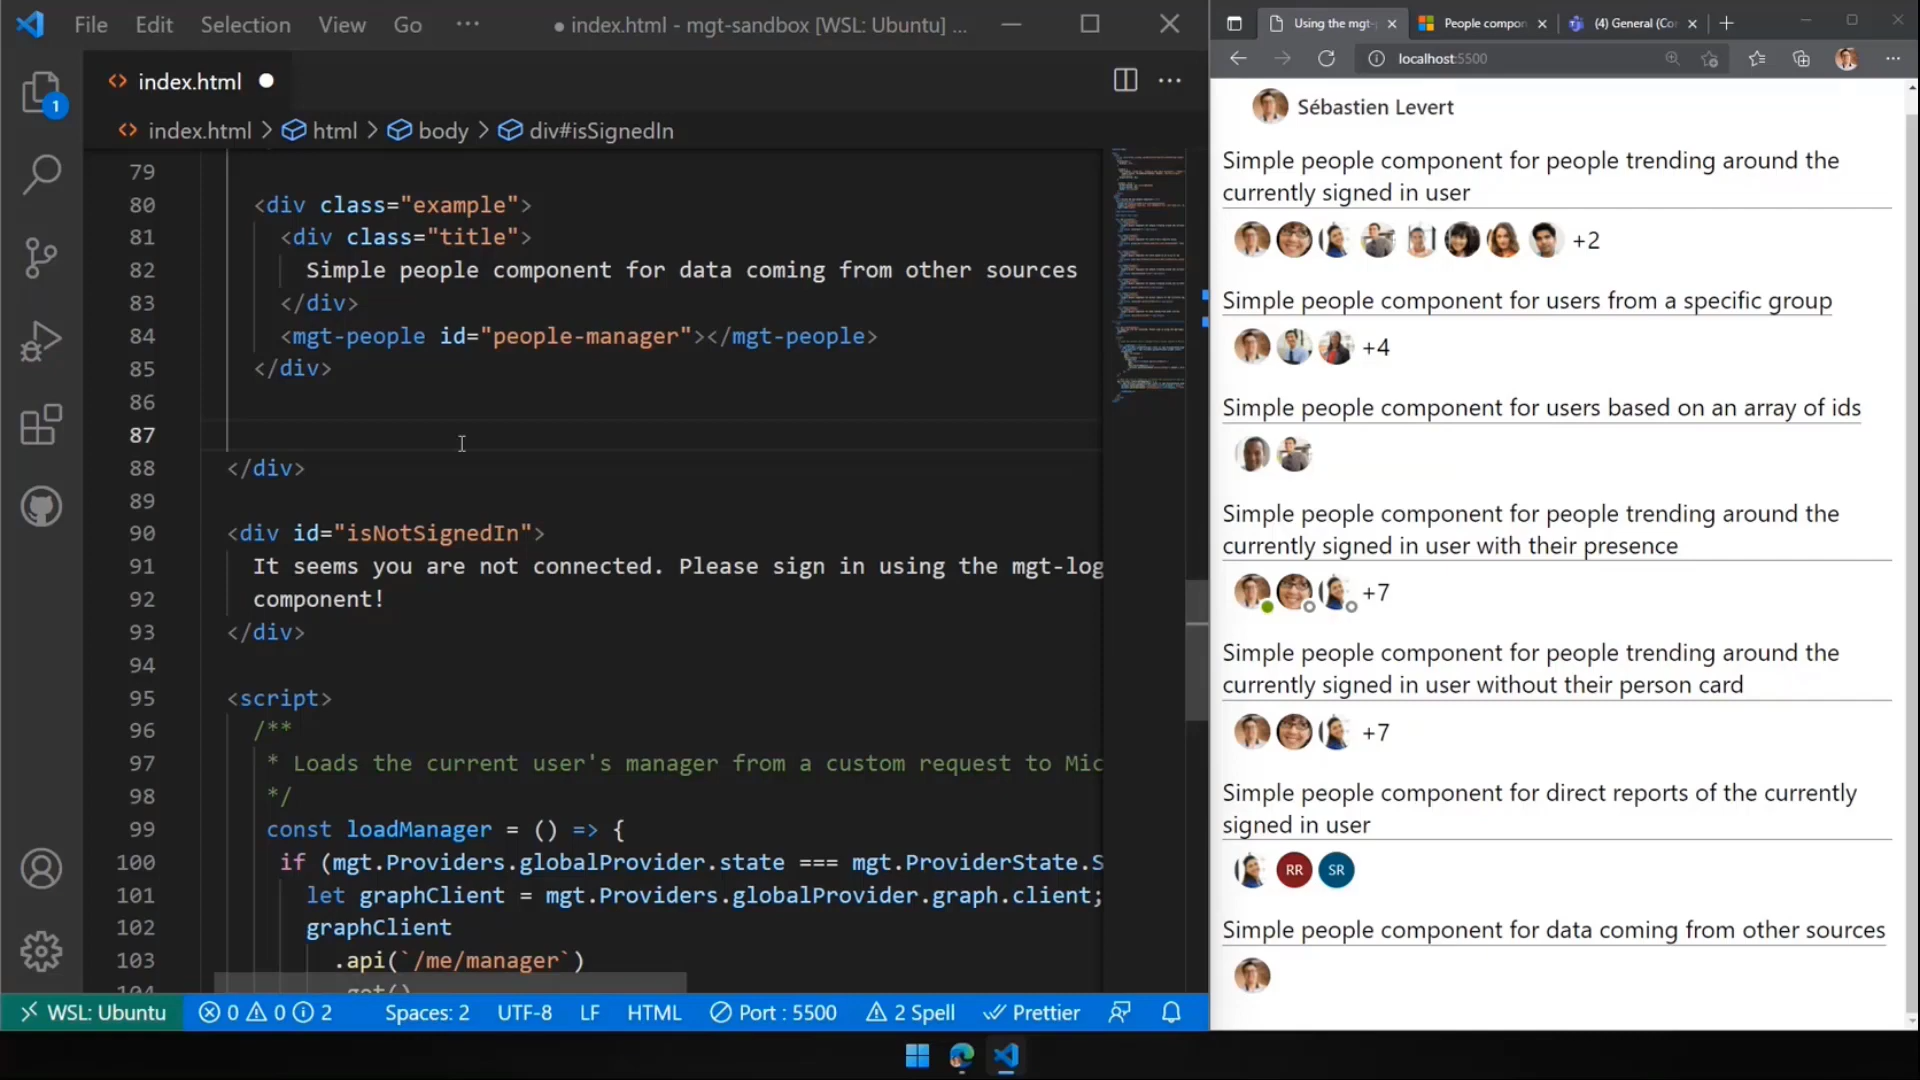 File Edit Selection View Go ··· ● index.html - mgt-sandbox [WSL: Ubuntu] ...
<> index.html ●
1
<> index.html > html > body > div#isSignedIn
79
80 <div class="example">
81 <div class="title">
82 Simple people component for data coming from other sources
83 </div>
84 <mgt-people id="people-manager"></mgt-people>
85 </div>
86
87
88 </div>
89
90 <div id="isNotSignedIn">
91 It seems you are not connected. Please sign in using the mgt-log
92 component!
93 </div>
94
95 <script>
96 /**
97 * Loads the current user's manager from a custom request to Mic
98 */
99 const loadManager = () => {
100 if (mgt.Providers.globalProvider.state === mgt.ProviderState.S
101 let graphClient = mgt.Providers.globalProvider.graph.client;
102 graphClient
103 .api(`/me/manager`)
104 .get()
WSL: Ubuntu 0 0 2 Spaces: 2 UTF-8 LF HTML Port : 5500 2 Spell Prettier
Using the mgt- People compon (4) General (Co
localhost:5500
Sébastien Levert
Simple people component for people trending around the
currently signed in user
+2
Simple people component for users from a specific group
+4
Simple people component for users based on an array of ids
Simple people component for people trending around the
currently signed in user with their presence
+7
Simple people component for people trending around the
currently signed in user without their person card
+7
Simple people component for direct reports of the currently
signed in user
RR SR
Simple people component for data coming from other sources